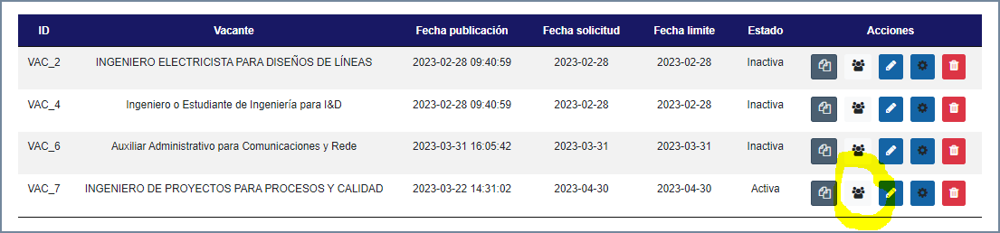 ID Vacante Fecha publicación Fecha solicitud Fecha limite Estado Acciones
VAC_2 INGENIERO ELECTRICISTA PARA DISEÑOS DE LÍNEAS 2023-02-28 09:40:59 2023-02-28 2023-02-28 Inactiva
VAC_4 Ingeniero o Estudiante de Ingeniería para I&D 2023-02-28 09:40:59 2023-02-28 2023-02-28 Inactiva
VAC_6 Auxiliar Administrativo para Comunicaciones y Rede 2023-03-31 16:05:42 2023-03-31 2023-03-31 Inactiva
VAC_7 INGENIERO DE PROYECTOS PARA PROCESOS Y CALIDAD 2023-03-22 14:31:02 2023-04-30 2023-04-30 Activa